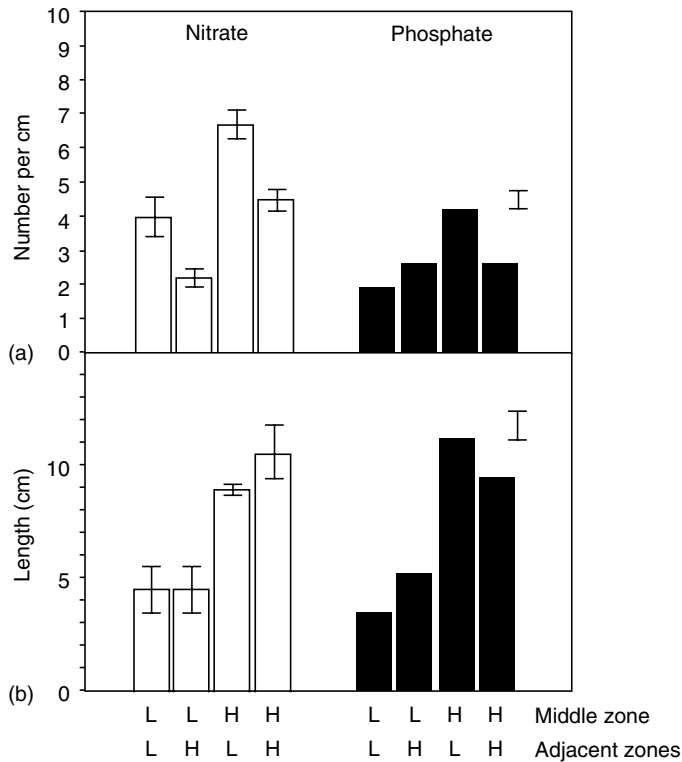 Nitrate Phosphate
Number per cm
10
9
8
7
6
5
4
3
2
1
0
(a)
Length (cm)
10
5
0
(b)
L L H H L L H H Middle zone
L H L H L H L H Adjacent zones